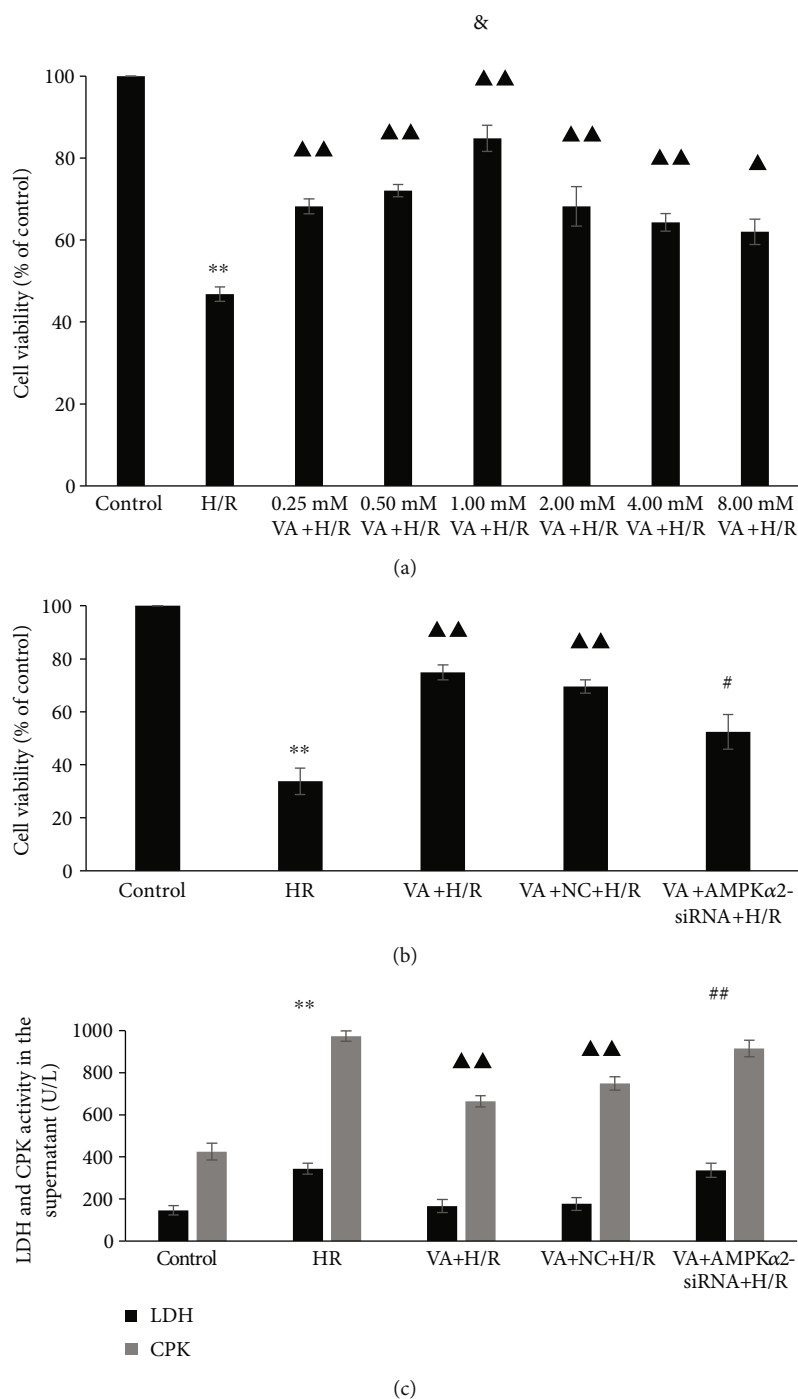 &
▲▲
▲▲ ▲▲ ▲▲ ▲▲ ▲
**
Cell viability (% of control)
100
80
60
40
20
0
Control H/R 0.25 mM 0.50 mM 1.00 mM 2.00 mM 4.00 mM 8.00 mM
VA+H/R VA+H/R VA+H/R VA+H/R VA+H/R VA+H/R
(a)
Cell viability (% of control)
100
80
60
40
20
0
** ▲▲ ▲▲ #
Control HR VA+H/R VA+NC+H/R VA+AMPKα2-
siRNA+H/R
(b)
LDH and CPK activity in the
supernatant (U/L)
1000
800
600
400
200
0
** ▲▲ ▲▲ ##
Control HR VA+H/R VA+NC+H/R VA+AMPKα2-
siRNA+H/R
LDH
CPK
(c)